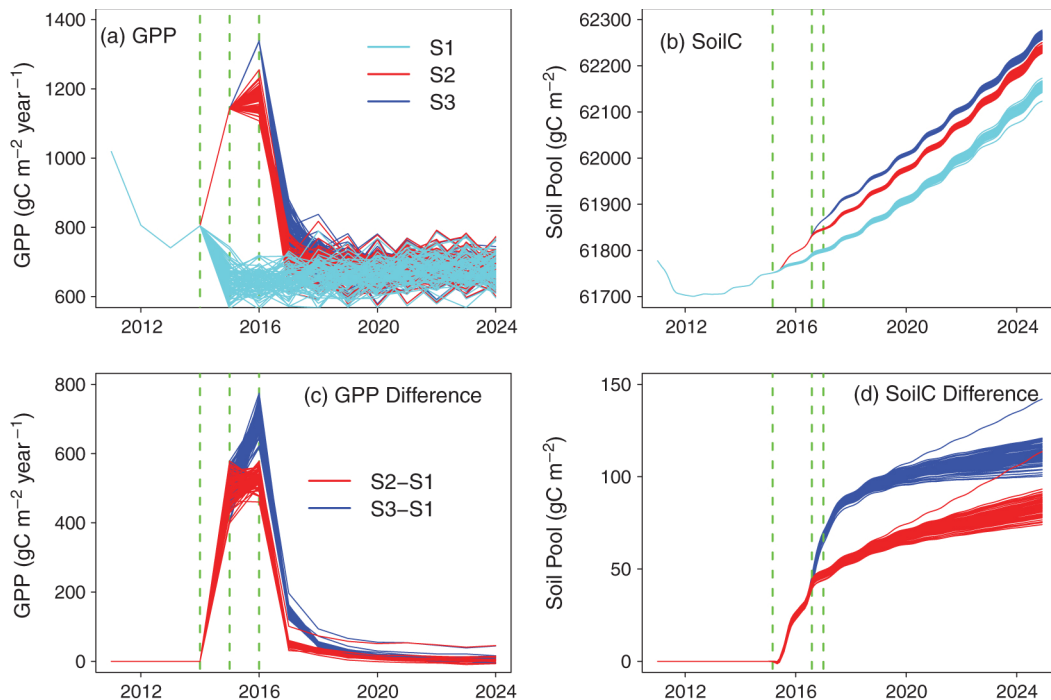 (a) GPP
S1
S2
S3
GPP (gC m−2 year−1)
1400
1200
1000
800
600
2012
2016
2020
2024
(b) SoilC
Soil Pool (gC m−2)
62300
62200
62100
62000
61900
61800
61700
2012
2016
2020
2024
(c) GPP Difference
S2−S1
S3−S1
GPP (gC m−2 year−1)
800
600
400
200
0
2012
2016
2020
2024
(d) SoilC Difference
Soil Pool (gC m−2)
150
100
50
0
2012
2016
2020
2024